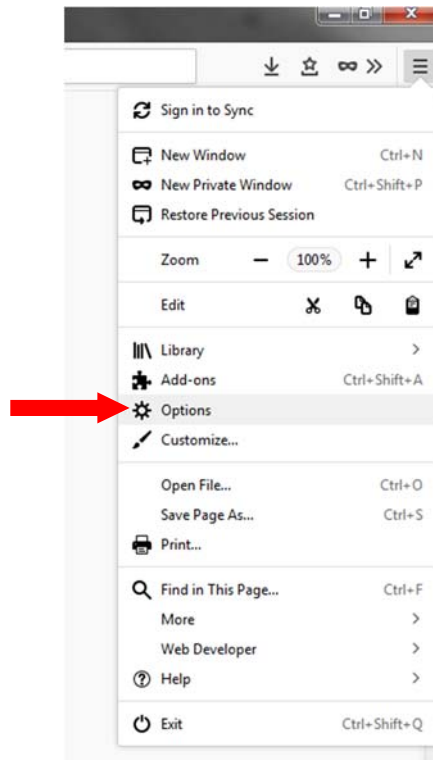 Sign in to Sync
New Window Ctrl+N
New Private Window Ctrl+Shift+P
Restore Previous Session
Zoom 100%
Edit
Library
Add-ons Ctrl+Shift+A
Options
Customize...
Open File... Ctrl+O
Save Page As... Ctrl+S
Print...
Find in This Page... Ctrl+F
More
Web Developer
Help
Exit Ctrl+Shift+Q